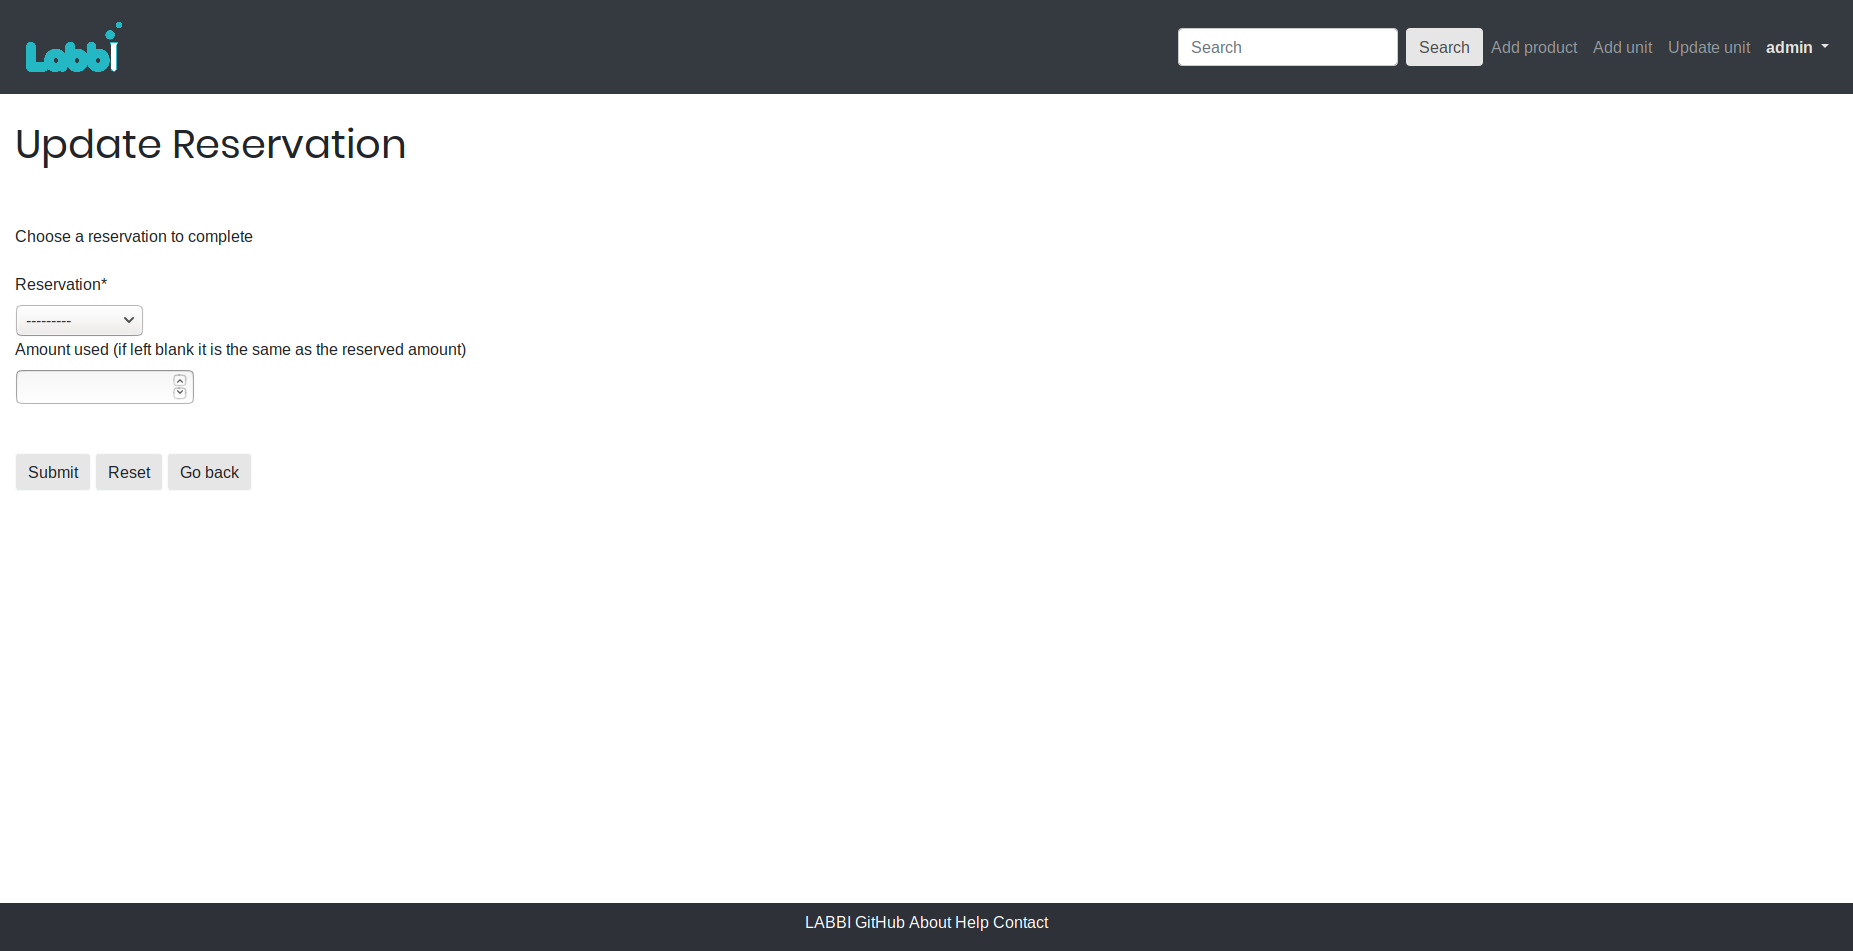 Labbi
Search Search Add product Add unit Update unit admin
Update Reservation
Choose a reservation to complete
Reservation*
---------
Amount used (if left blank it is the same as the reserved amount)
Submit Reset Go back
LABBI GitHub About Help Contact